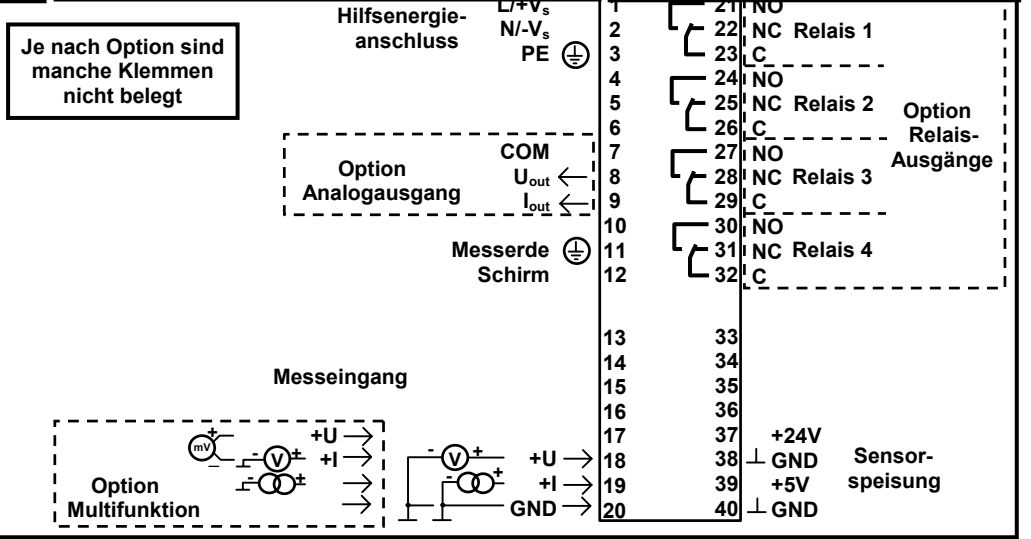 Je nach Option sind
manche Klemmen
nicht belegt
Hilfsenergie-
anschluss
L/+Vs
N/-Vs
PE
1
2
3
4
5
6
7
8
9
10
11
12
13
14
15
16
17
18
19
20
Option
Analogausgang
COM
Uout
Iout
Messerde
Schirm
Messeingang
Option
Multifunktion
mV
+
-
V
+
-
+
+U
+I
-
V
+
-
+
+U
+I
GND
21 NO
22 NC Relais 1
23 C
24 NO
25 NC Relais 2
26 C
27 NO
28 NC Relais 3
29 C
30 NO
31 NC Relais 4
32 C
Option
Relais-
Ausgänge
33
34
35
36
37 +24V
38 GND
39 +5V
40 GND
Sensor-
speisung